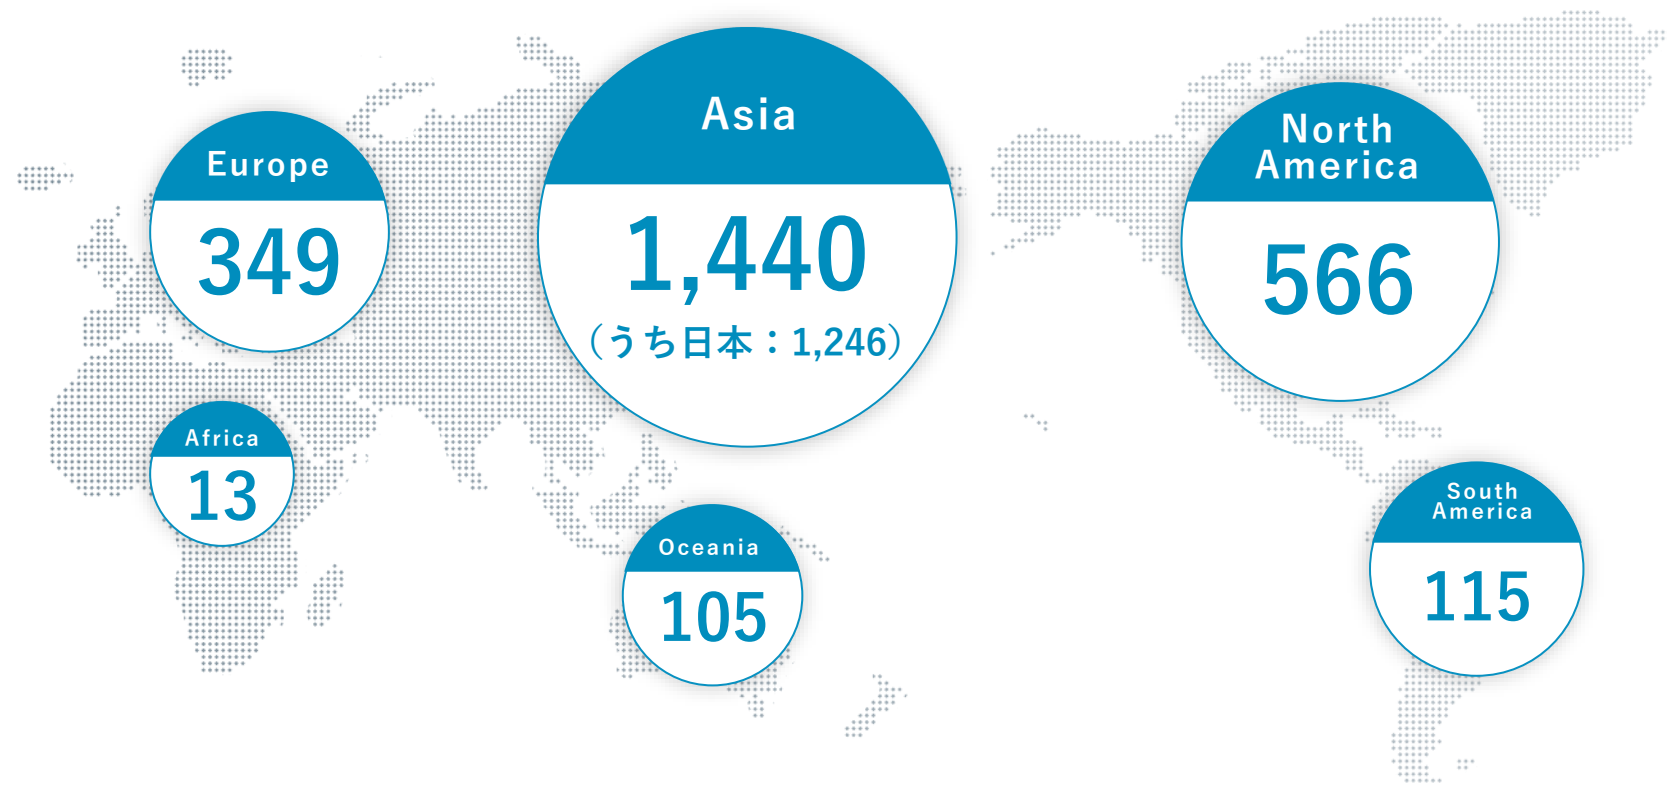 Europe
349
Asia
1,440
（うち日本：1,246）
North
America
566
Africa
13
Oceania
105
South
America
115